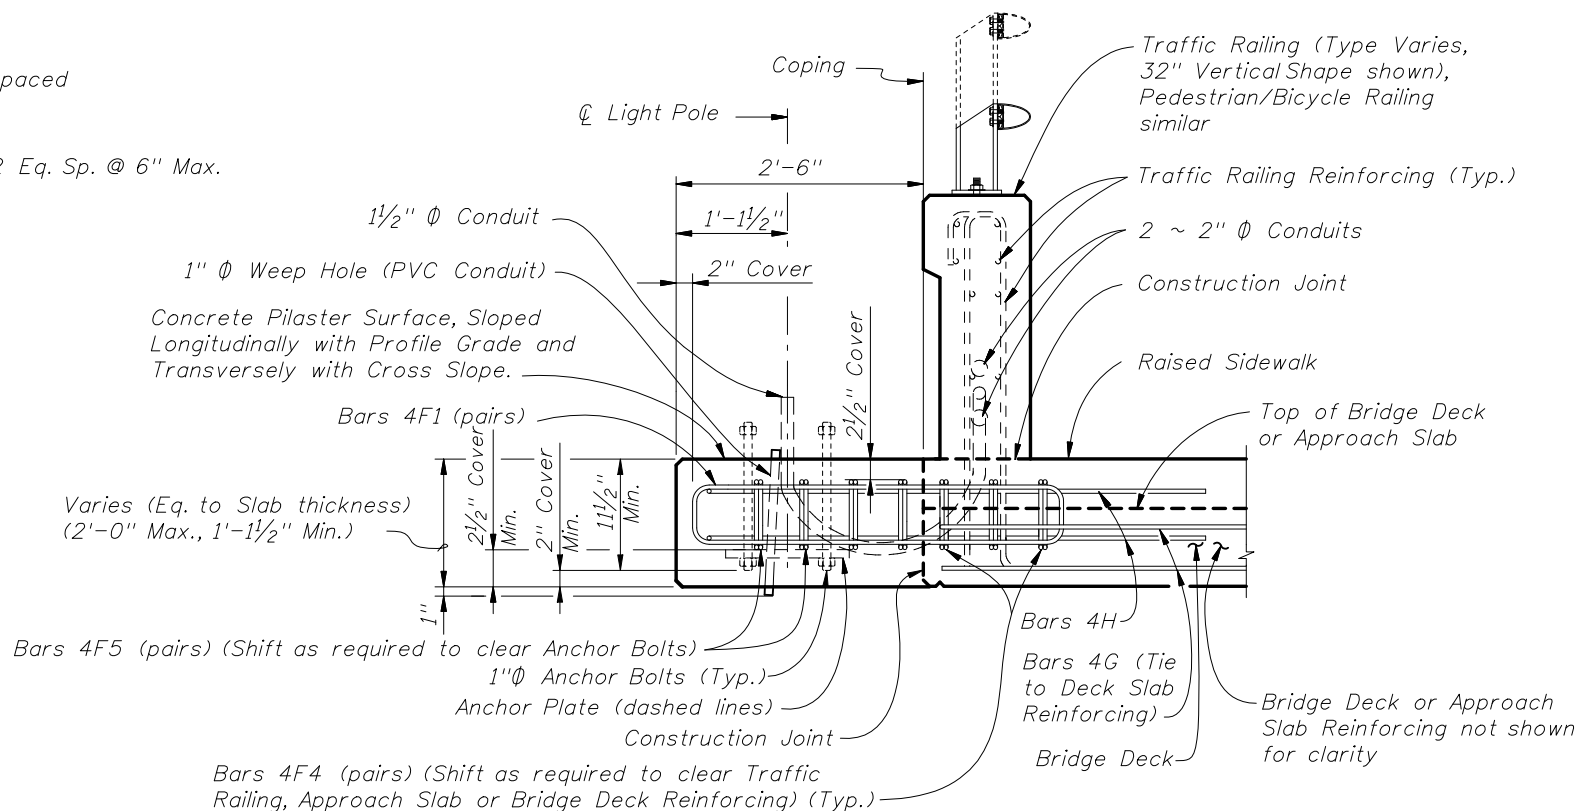 paced
2 Eq. Sp. @ 6" Max.
Coping
℄ Light Pole
Traffic Railing (Type Varies,
32" Vertical Shape shown),
Pedestrian/Bicycle Railing
similar
2'-6"
Traffic Railing Reinforcing (Typ.)
1½" ϕ Conduit
1'-1½"
2 ~ 2" ϕ Conduits
1" ϕ Weep Hole (PVC Conduit)
2" Cover
Construction Joint
Concrete Pilaster Surface, Sloped
Longitudinally with Profile Grade and
Transversely with Cross Slope.
2½" Cover
Raised Sidewalk
Bars 4F1 (pairs)
Top of Bridge Deck
or Approach Slab
Varies (Eq. to Slab thickness)
(2'-0" Max., 1'-1½" Min.)
2½" Cover
Min.
2" Cover
Min.
11½"
Min.
1"
Bars 4F5 (pairs) (Shift as required to clear Anchor Bolts)
1"ϕ Anchor Bolts (Typ.)
Anchor Plate (dashed lines)
Construction Joint
Bars 4F4 (pairs) (Shift as required to clear Traffic
Railing, Approach Slab or Bridge Deck Reinforcing) (Typ.)
Bars 4H
Bars 4G (Tie
to Deck Slab
Reinforcing)
Bridge Deck
Bridge Deck or Approach
Slab Reinforcing not shown
for clarity